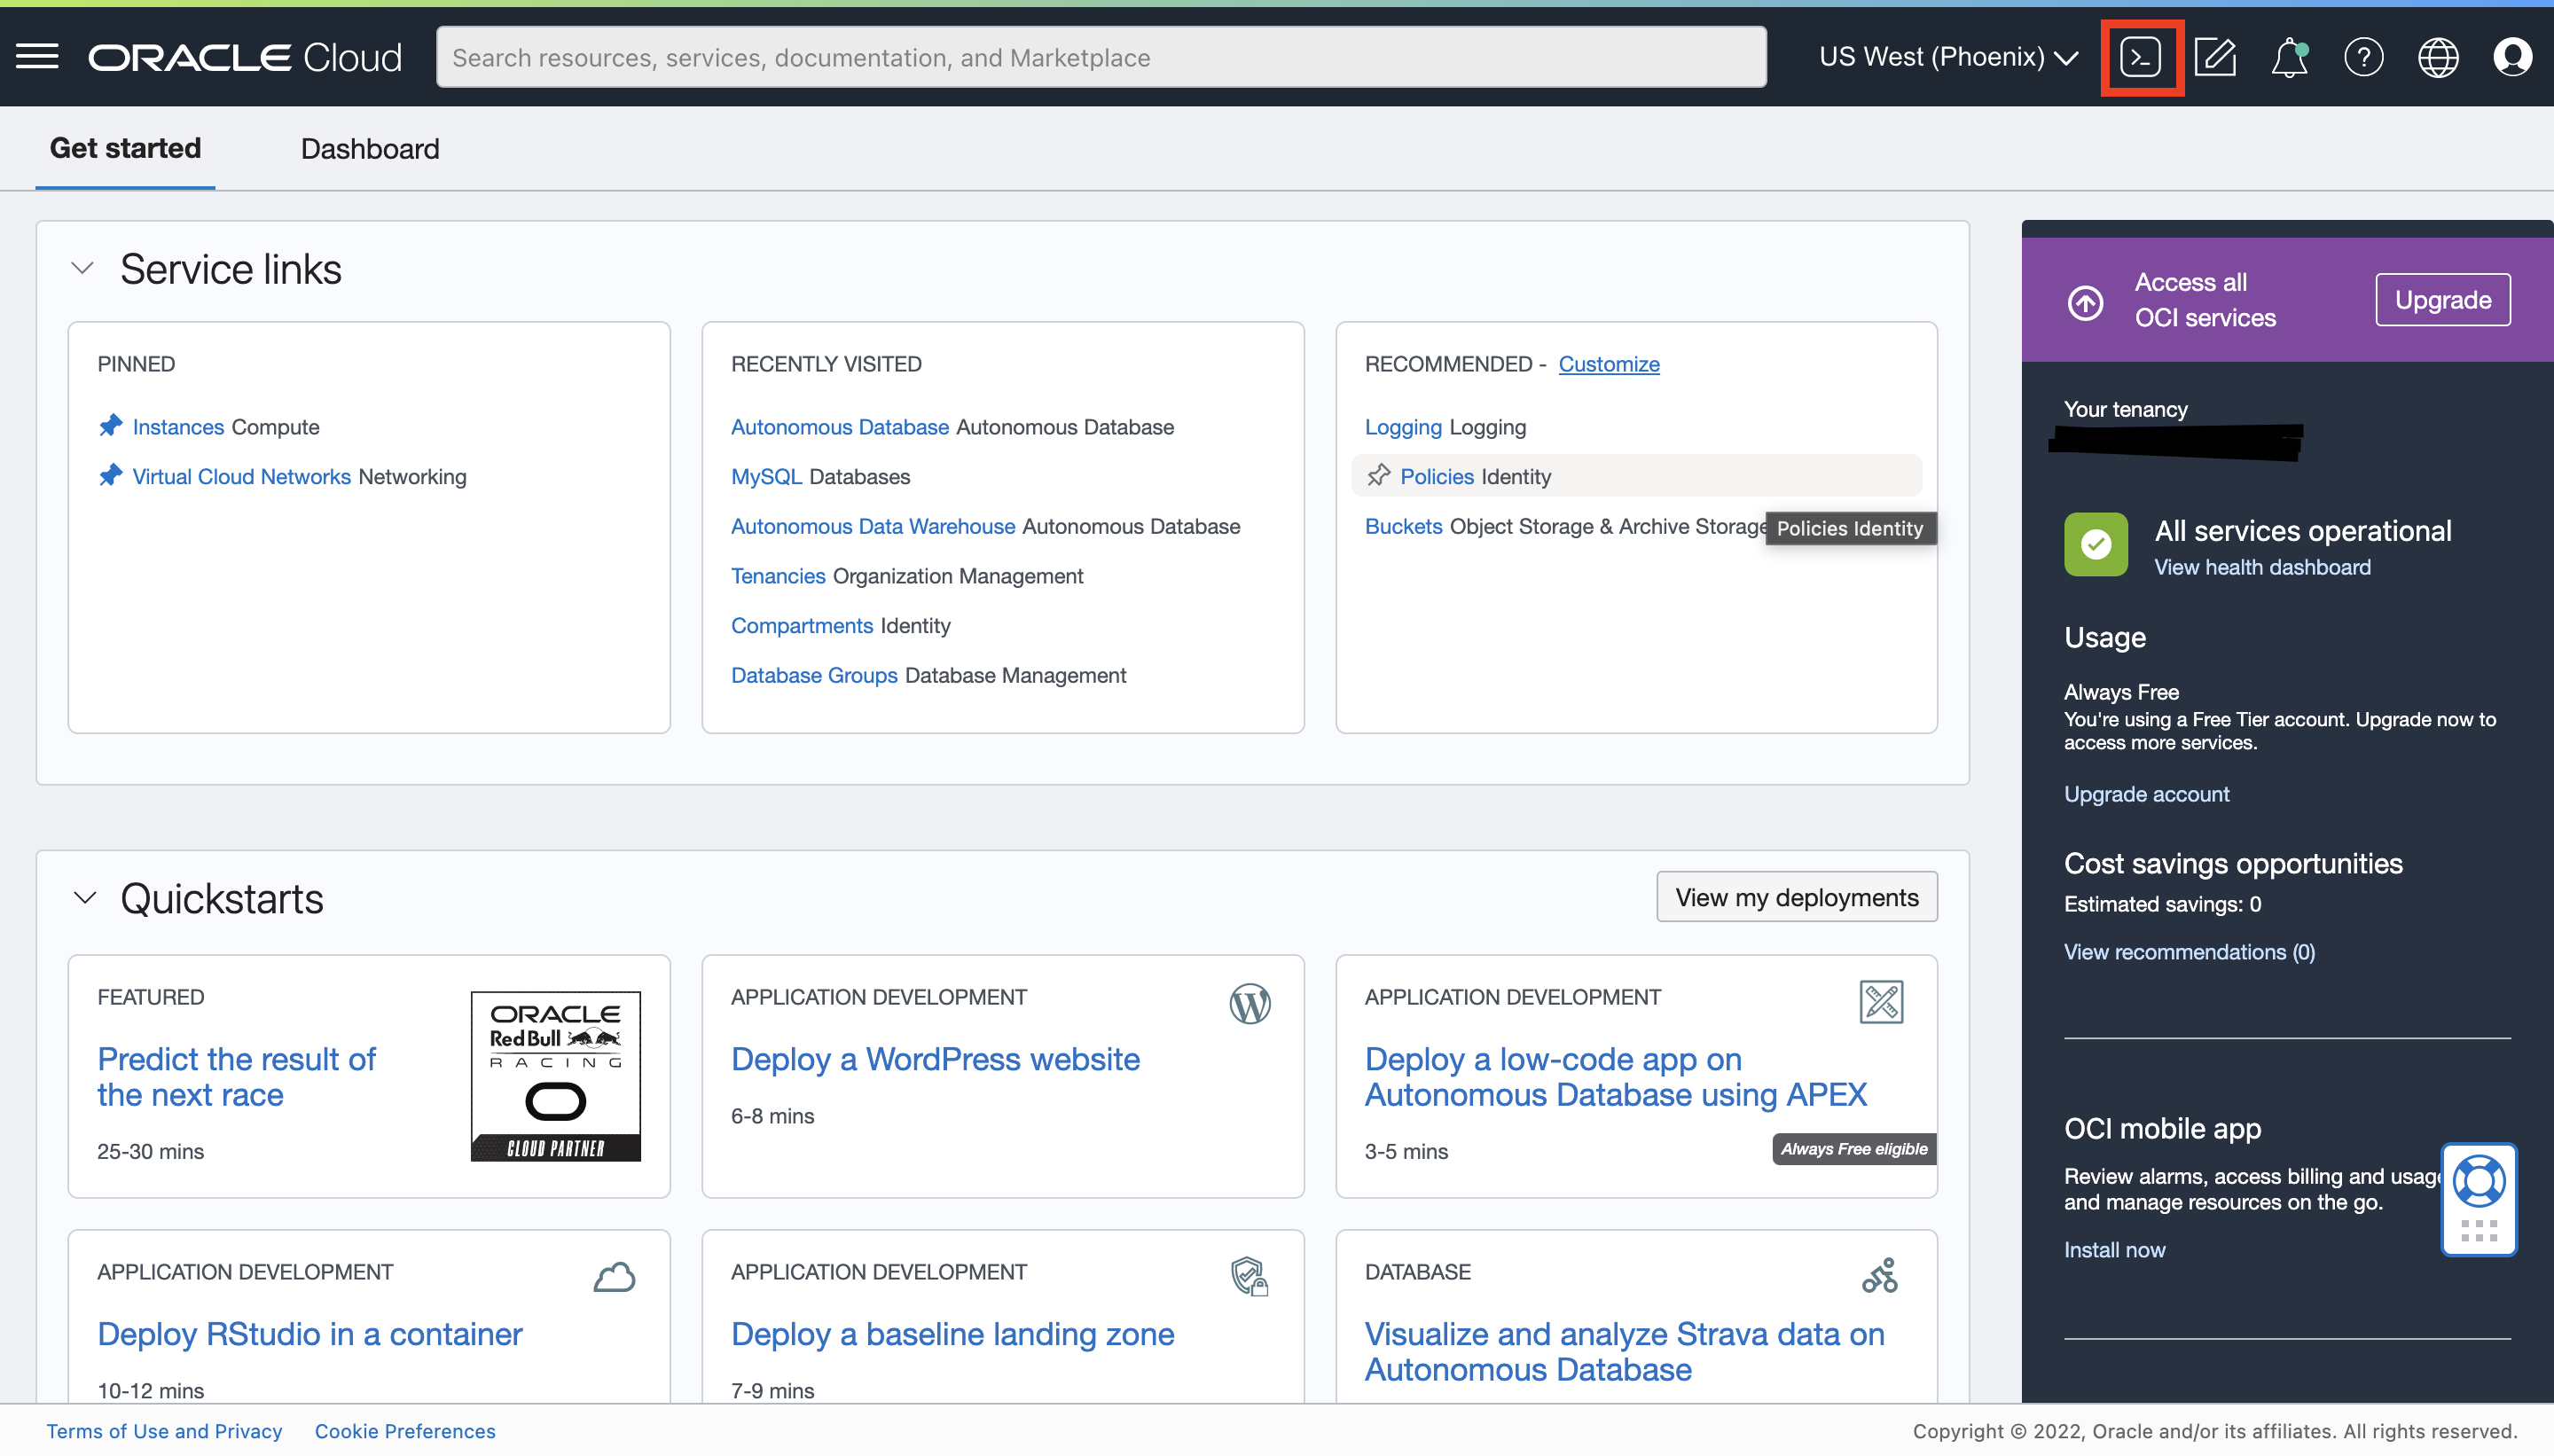 ORACLE Cloud
Search resources, services, documentation, and Marketplace
US West (Phoenix)
Get started
Dashboard
Service links
PINNED
Instances Compute
Virtual Cloud Networks Networking
RECENTLY VISITED
Autonomous Database Autonomous Database
MySQL Databases
Autonomous Data Warehouse Autonomous Database
Tenancies Organization Management
Compartments Identity
Database Groups Database Management
RECOMMENDED - Customize
Logging Logging
Policies Identity
Buckets Object Storage & Archive Storage
Policies Identity
Access all
OCI services
Upgrade
Your tenancy
All services operational
View health dashboard
Usage
Always Free
You're using a Free Tier account. Upgrade now to
access more services.
Upgrade account
Cost savings opportunities
Estimated savings: 0
View recommendations (0)
OCI mobile app
Review alarms, access billing and usage
and manage resources on the go.
Install now
Quickstarts
View my deployments
FEATURED
Predict the result of
the next race
25-30 mins
ORACLE
Red Bull
RACING
CLOUD PARTNER
APPLICATION DEVELOPMENT
Deploy a WordPress website
6-8 mins
APPLICATION DEVELOPMENT
Deploy a low-code app on
Autonomous Database using APEX
3-5 mins
Always Free eligible
APPLICATION DEVELOPMENT
Deploy RStudio in a container
10-12 mins
APPLICATION DEVELOPMENT
Deploy a baseline landing zone
7-9 mins
DATABASE
Visualize and analyze Strava data on
Autonomous Database
Terms of Use and Privacy
Cookie Preferences
Copyright © 2022, Oracle and/or its affiliates. All rights reserved.